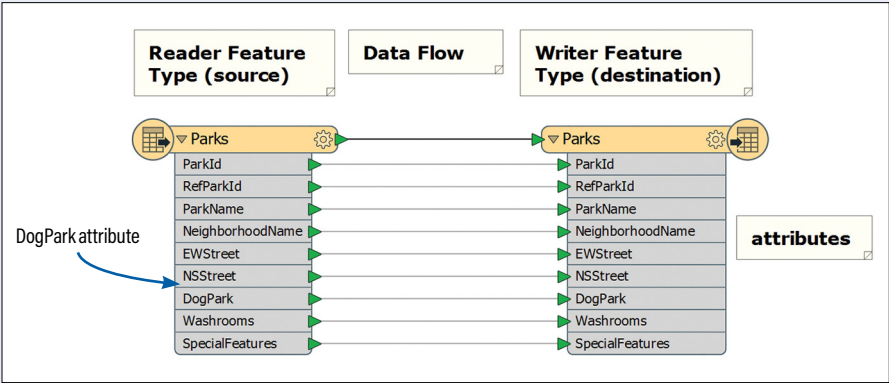 Reader Feature
Type (source)
Data Flow
Writer Feature
Type (destination)
Parks
ParkId
RefParkId
ParkName
NeighborhoodName
EWStreet
NSStreet
DogPark
Washrooms
SpecialFeatures
Parks
ParkId
RefParkId
ParkName
NeighborhoodName
EWStreet
NSStreet
DogPark
Washrooms
SpecialFeatures
DogPark attribute
attributes